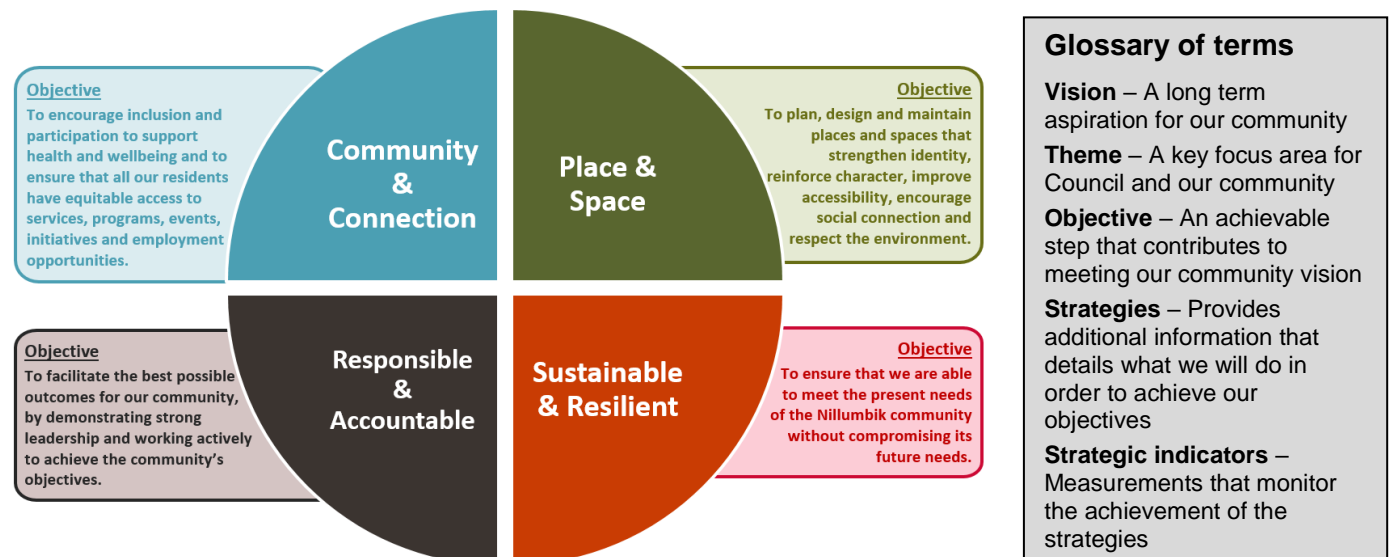 Objective
To encourage inclusion and
participation to support
health and wellbeing and to
ensure that all our residents
have equitable access to
services, programs, events,
initiatives and employment
opportunities.
Community
&
Connection
Place &
Space
Objective
To plan, design and maintain
places and spaces that
strengthen identity,
reinforce character, improve
accessibility, encourage
social connection and
respect the environment.
Objective
To facilitate the best possible
outcomes for our community,
by demonstrating strong
leadership and working actively
to achieve the community's
objectives.
Responsible
&
Accountable
Sustainable
& Resilient
Objective
To ensure that we are able
to meet the present needs
of the Nillumbik community
without compromising its
future needs.
Glossary of terms
Vision – A long term
aspiration for our community
Theme – A key focus area for
Council and our community
Objective – An achievable
step that contributes to
meeting our community vision
Strategies – Provides
additional information that
details what we will do in
order to achieve our
objectives
Strategic indicators –
Measurements that monitor
the achievement of the
strategies